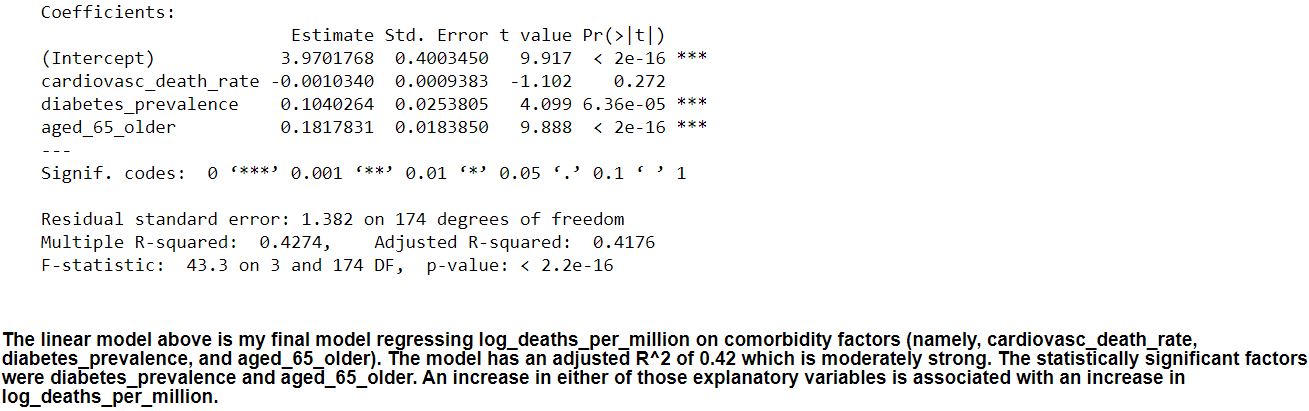 Coefficients:
Estimate Std. Error t value Pr(>|t|)
(Intercept) 3.9701768 0.4003450 9.917 < 2e-16 ***
cardiovasc_death_rate -0.0010340 0.0009383 -1.102 0.272
diabetes_prevalence 0.1040264 0.0253805 4.099 6.36e-05 ***
aged_65_older 0.1817831 0.0183850 9.888 < 2e-16 ***
---
Signif. codes: 0 ‘***’ 0.001 ‘**’ 0.01 ‘*’ 0.05 ‘.’ 0.1 ‘ ’ 1
Residual standard error: 1.382 on 174 degrees of freedom
Multiple R-squared: 0.4274, Adjusted R-squared: 0.4176
F-statistic: 43.3 on 3 and 174 DF, p-value: < 2.2e-16
The linear model above is my final model regressing log_deaths_per_million on comorbidity factors (namely, cardiovasc_death_rate,
diabetes_prevalence, and aged_65_older). The model has an adjusted R^2 of 0.42 which is moderately strong. The statistically significant factors
were diabetes_prevalence and aged_65_older. An increase in either of those explanatory variables is associated with an increase in
log_deaths_per_million.